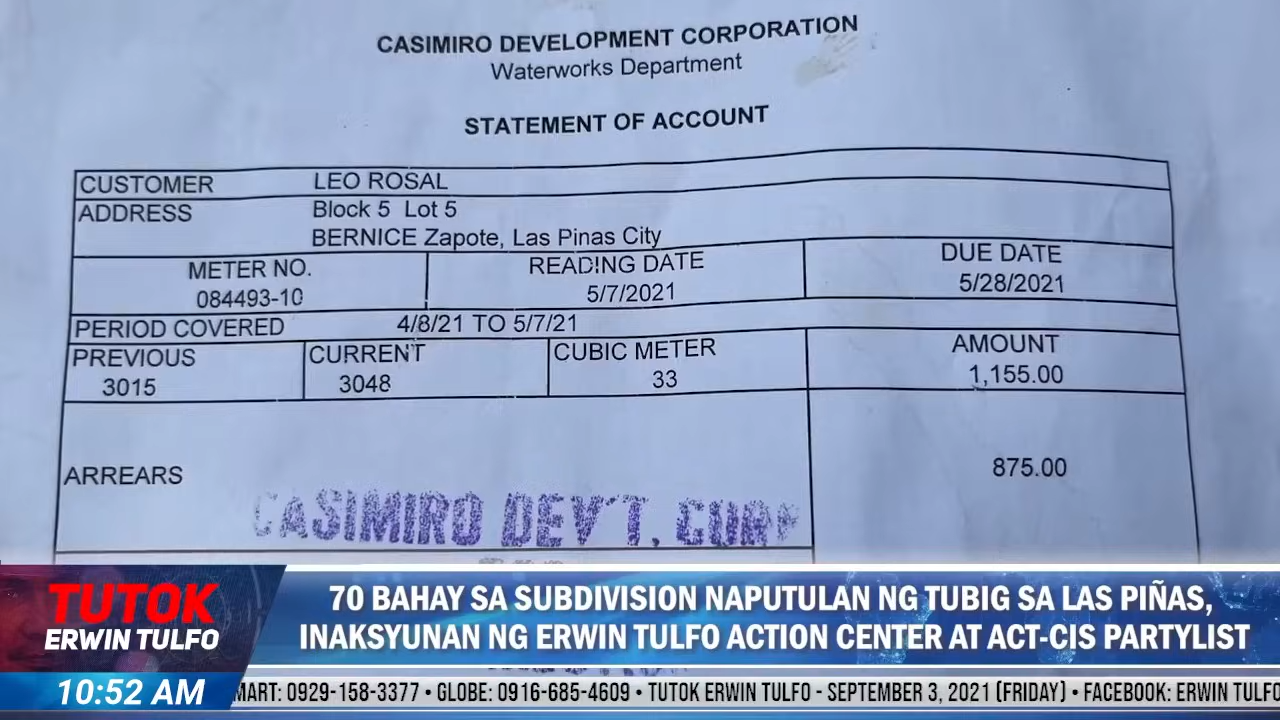 CASIMIRO DEVELOPMENT CORPORATION
Waterworks Department
STATEMENT OF ACCOUNT
CUSTOMER LEO ROSAL
ADDRESS Block 5 Lot 5
BERNICE Zapote, Las Pinas City
METER NO. READING DATE DUE DATE
084493-10 5/7/2021 5/28/2021
PERIOD COVERED 4/8/21 TO 5/7/21
PREVIOUS CURRENT CUBIC METER AMOUNT
3015 3048 33 1,155.00
ARREARS 875.00
CASIMIRO DEV'T. CORP
TUTOK
ERWIN TULFO
70 BAHAY SA SUBDIVISION NAPUTULAN NG TUBIG SA LAS PIÑAS,
INAKSYUNAN NG ERWIN TULFO ACTION CENTER AT ACT-CIS PARTYLIST
10:52 AM
MART: 0929-158-3377 • GLOBE: 0916-685-4609 • TUTOK ERWIN TULFO - SEPTEMBER 3, 2021 (FRIDAY) • FACEBOOK: ERWIN TULF